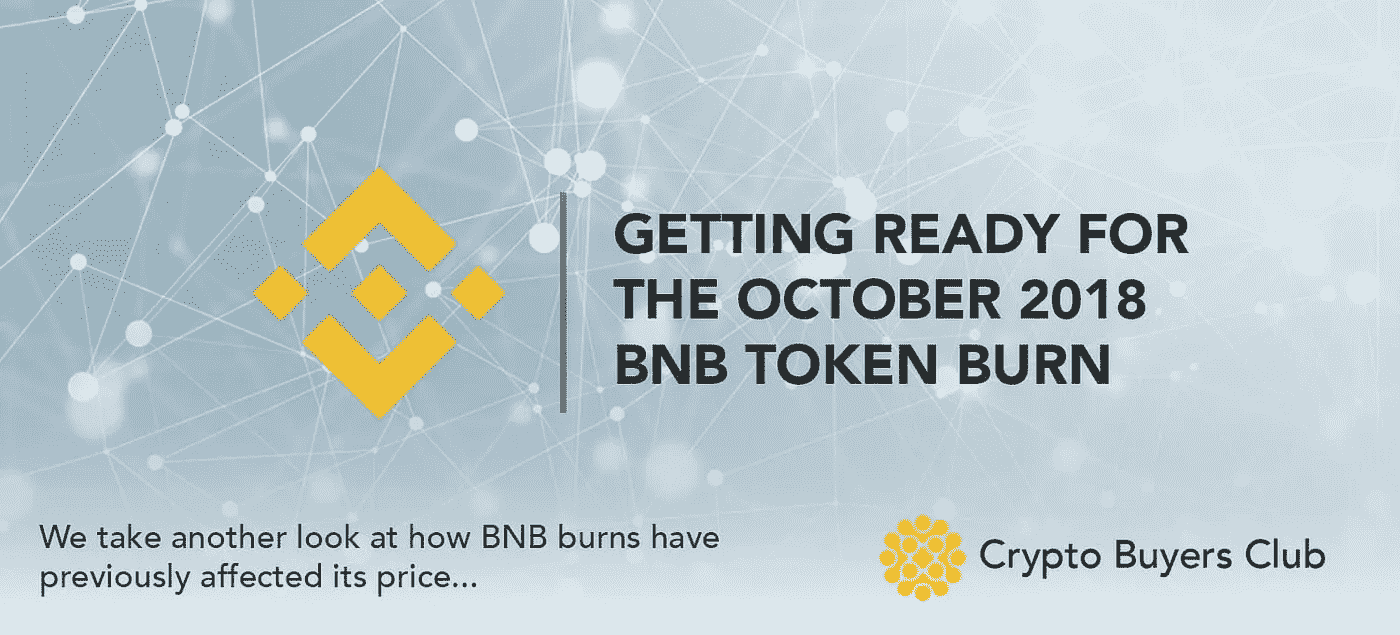 GETTING READY FOR
THE OCTOBER 2018
BNB TOKEN BURN
We take another look at how BNB burns have
previously affected its price...
Crypto Buyers Club